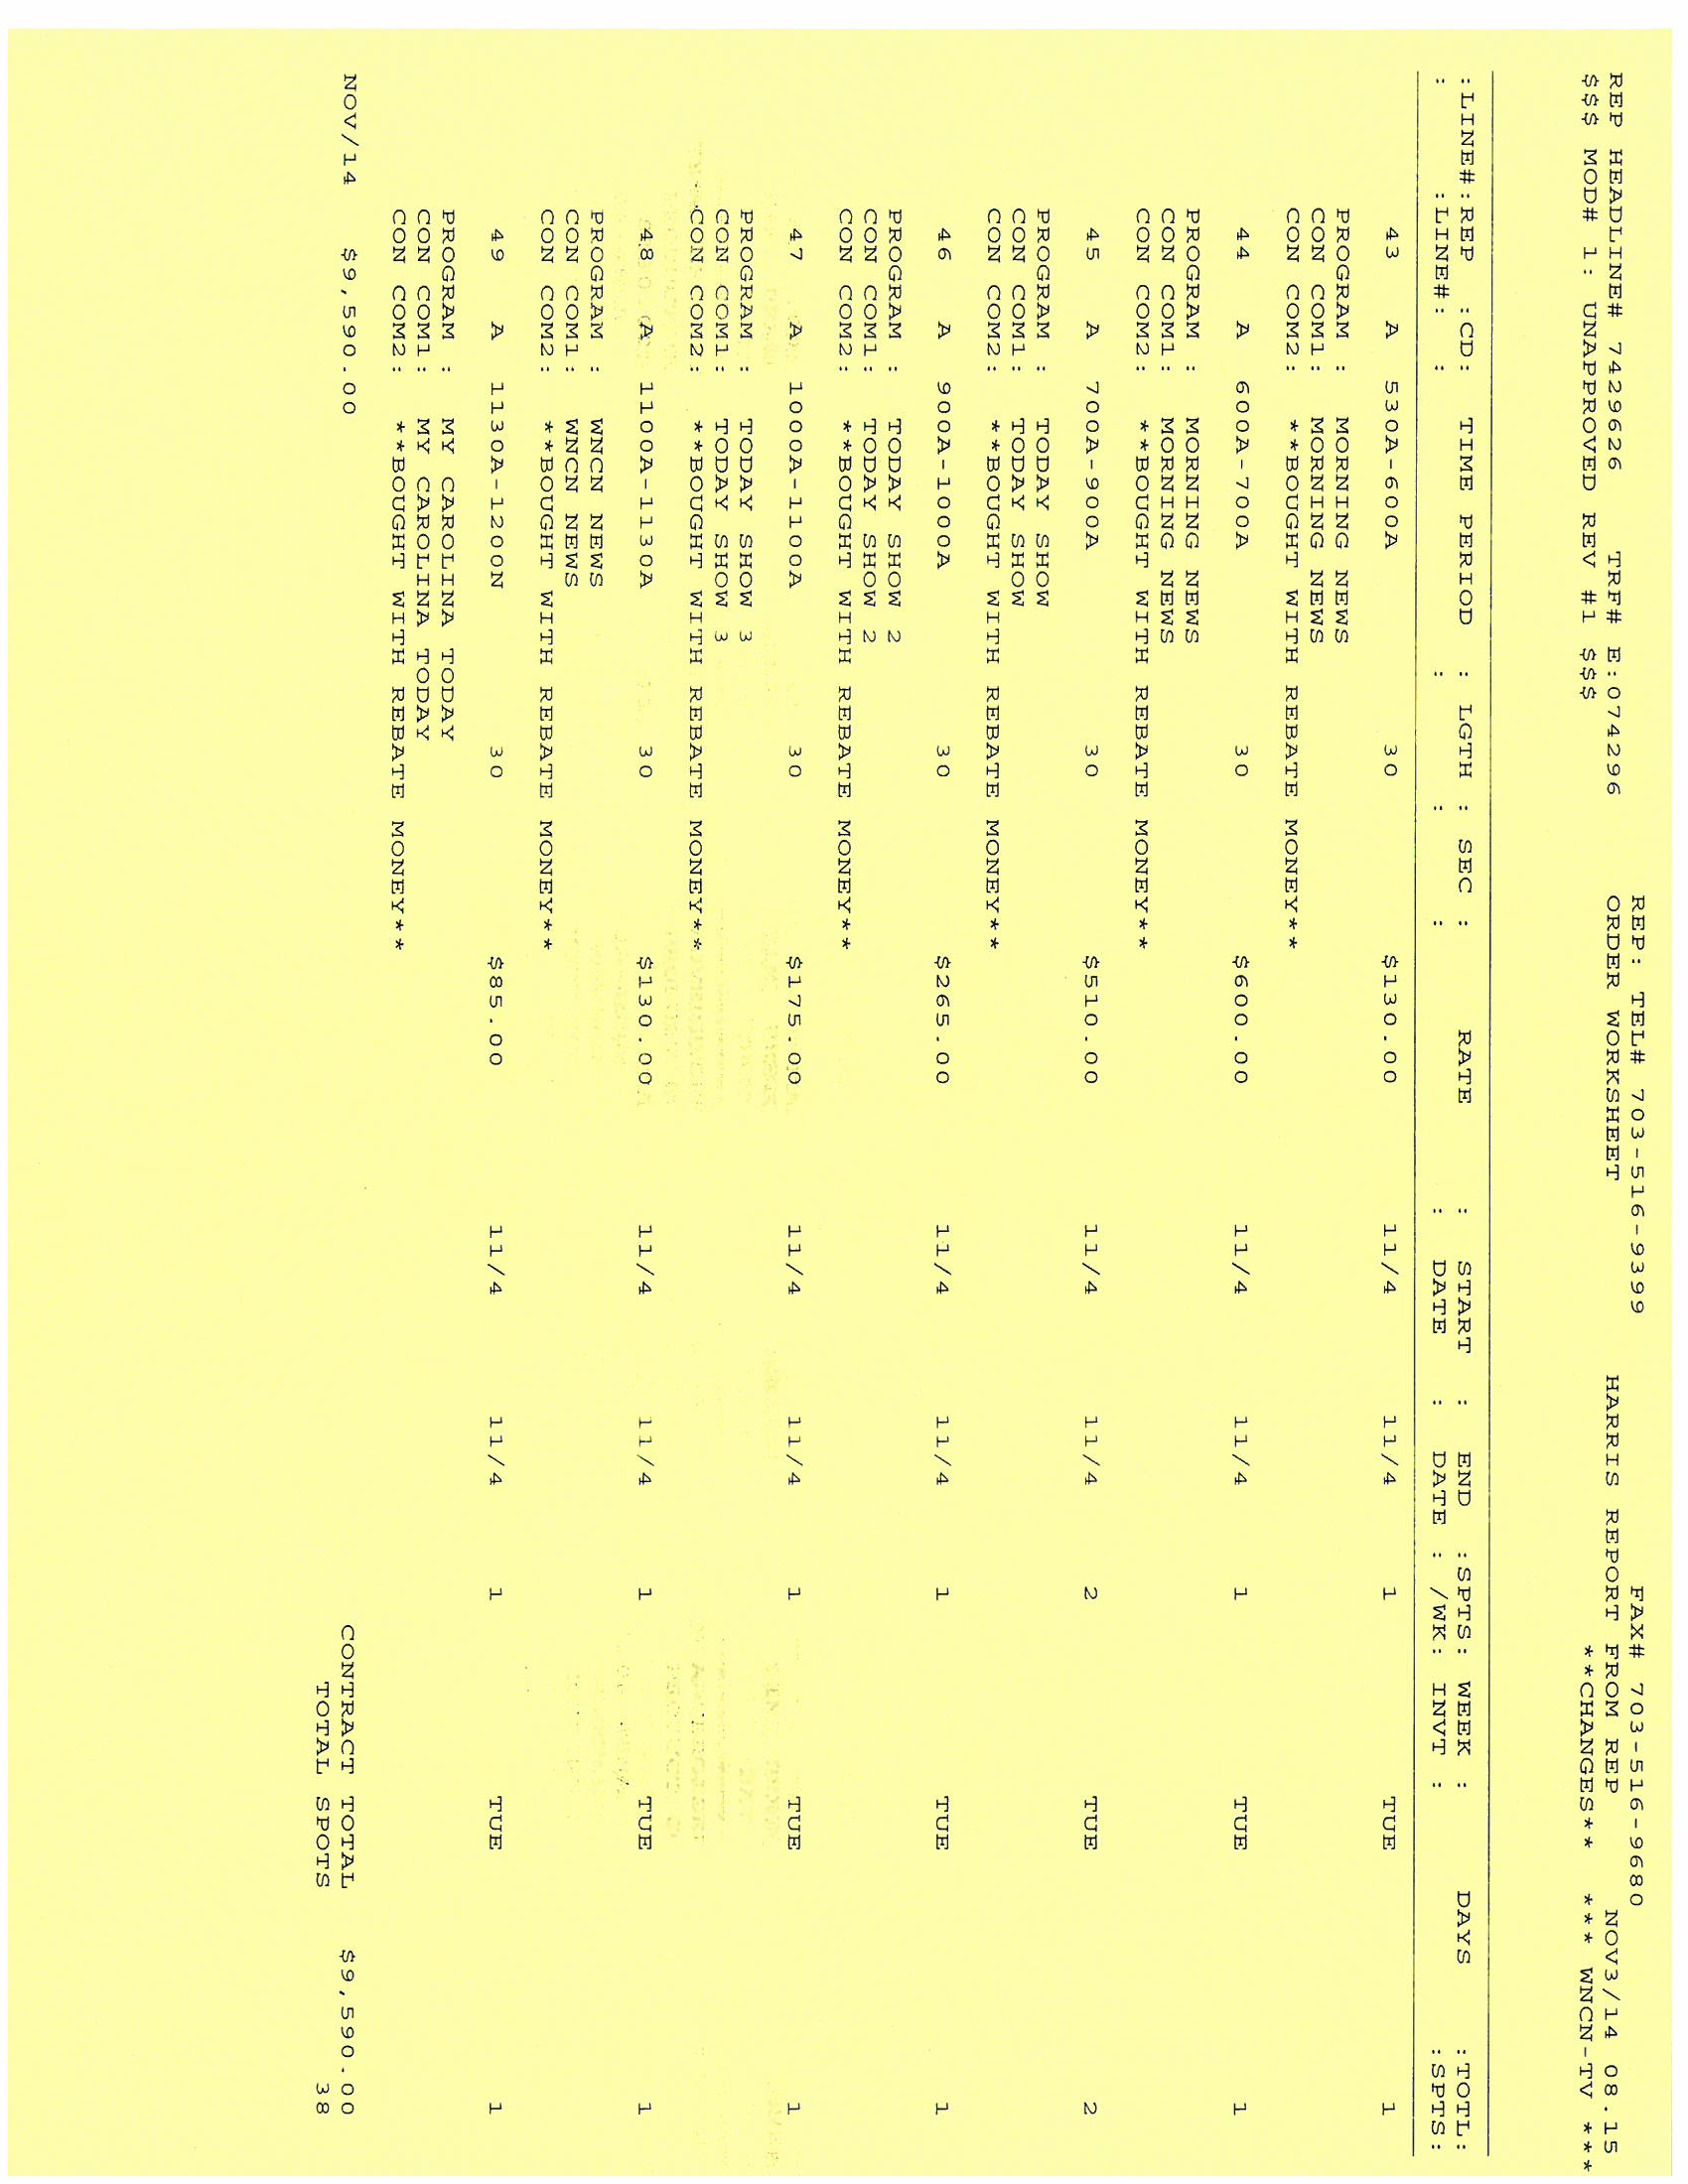 REP: TEL# 703-516-9399 FAX# 703-516-9680
REP HEADLINE# 7429626 TRF# E:074296 ORDER WORKSHEET HARRIS REPORT FROM REP NOV3/14 08.15
$$$ MOD# 1: UNAPPROVED REV #1 $$$ **CHANGES** *** WNCN-TV ***
:LINE#:REP :CD: TIME PERIOD : LGTH : SEC : RATE : START : END :SPTS: WEEK : DAYS :TOTL:
: :LINE#: : : : : : DATE : DATE : /WK: INVT : :SPTS:
43 A 530A-600A 30 $130.00 11/4 11/4 1 TUE 1
PROGRAM : MORNING NEWS
CON COM1: MORNING NEWS
CON COM2: **BOUGHT WITH REBATE MONEY**
44 A 600A-700A 30 $600.00 11/4 11/4 1 TUE 1
PROGRAM : MORNING NEWS
CON COM1: MORNING NEWS
CON COM2: **BOUGHT WITH REBATE MONEY**
45 A 700A-900A 30 $510.00 11/4 11/4 2 TUE 2
PROGRAM : TODAY SHOW
CON COM1: TODAY SHOW
CON COM2: **BOUGHT WITH REBATE MONEY**
46 A 900A-1000A 30 $265.00 11/4 11/4 1 TUE 1
PROGRAM : TODAY SHOW 2
CON COM1: TODAY SHOW 2
CON COM2: **BOUGHT WITH REBATE MONEY**
47 A 1000A-1100A 30 $175.00 11/4 11/4 1 TUE 1
PROGRAM : TODAY SHOW 3
CON COM1: TODAY SHOW 3
CON COM2: **BOUGHT WITH REBATE MONEY**
48 A 1100A-1130A 30 $130.00 11/4 11/4 1 TUE 1
PROGRAM : WNCN NEWS
CON COM1: WNCN NEWS
CON COM2: **BOUGHT WITH REBATE MONEY**
49 A 1130A-1200N 30 $85.00 11/4 11/4 1 TUE 1
PROGRAM : MY CAROLINA TODAY
CON COM1: MY CAROLINA TODAY
CON COM2: **BOUGHT WITH REBATE MONEY**
NOV/14 $9,590.00 CONTRACT TOTAL $9,590.00
TOTAL SPOTS 38